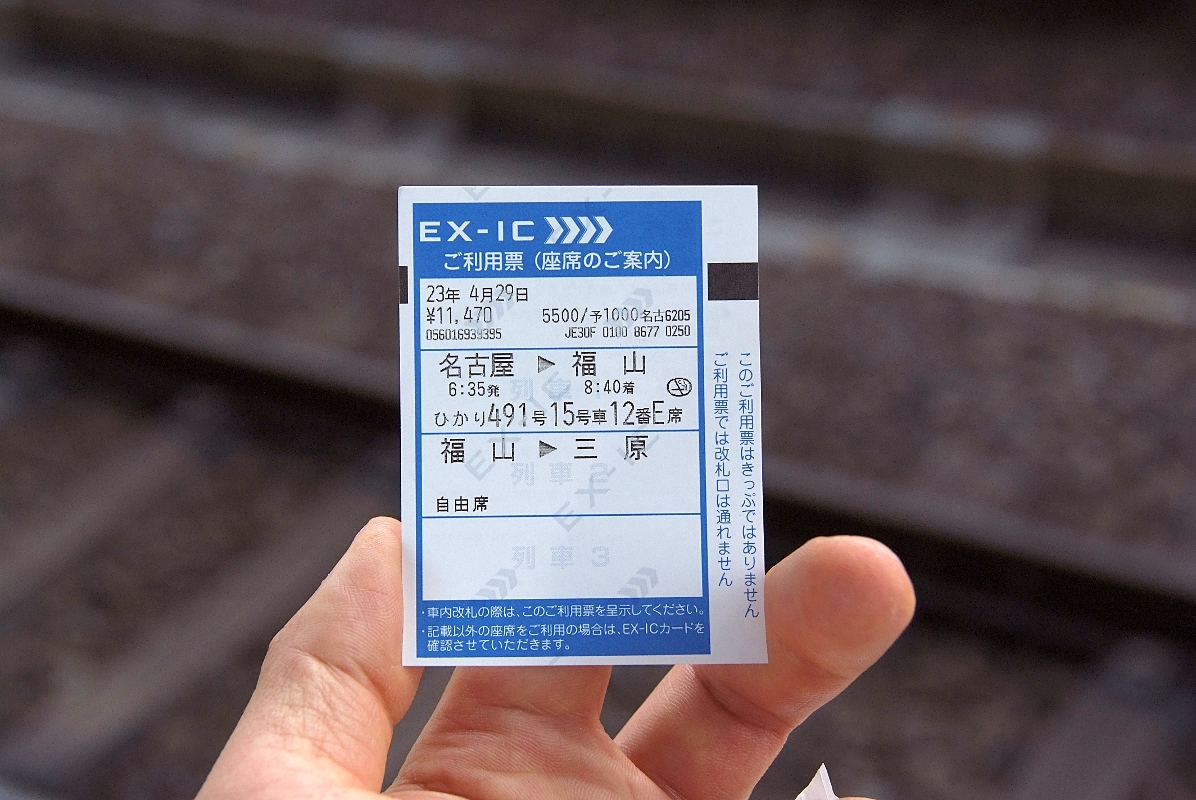 EX-IC
ご利用票（座席のご案内）
23年 4月29日
¥11,470 5500/予1000名古6205
056016939395 JE30F 0100 8677 0250
名古屋 ▶ 福 山
6:35発 8:40着
ひかり491号15号車12番E席
福 山 ▶ 三 原
列車2
自由席
列車3
・車内改札の際は、このご利用票を呈示してください。
・記載以外の座席をご利用の場合は、EX-ICカードを
確認させていただきます。
このご利用票はきっぷではありません
ご利用票では改札口は通れません